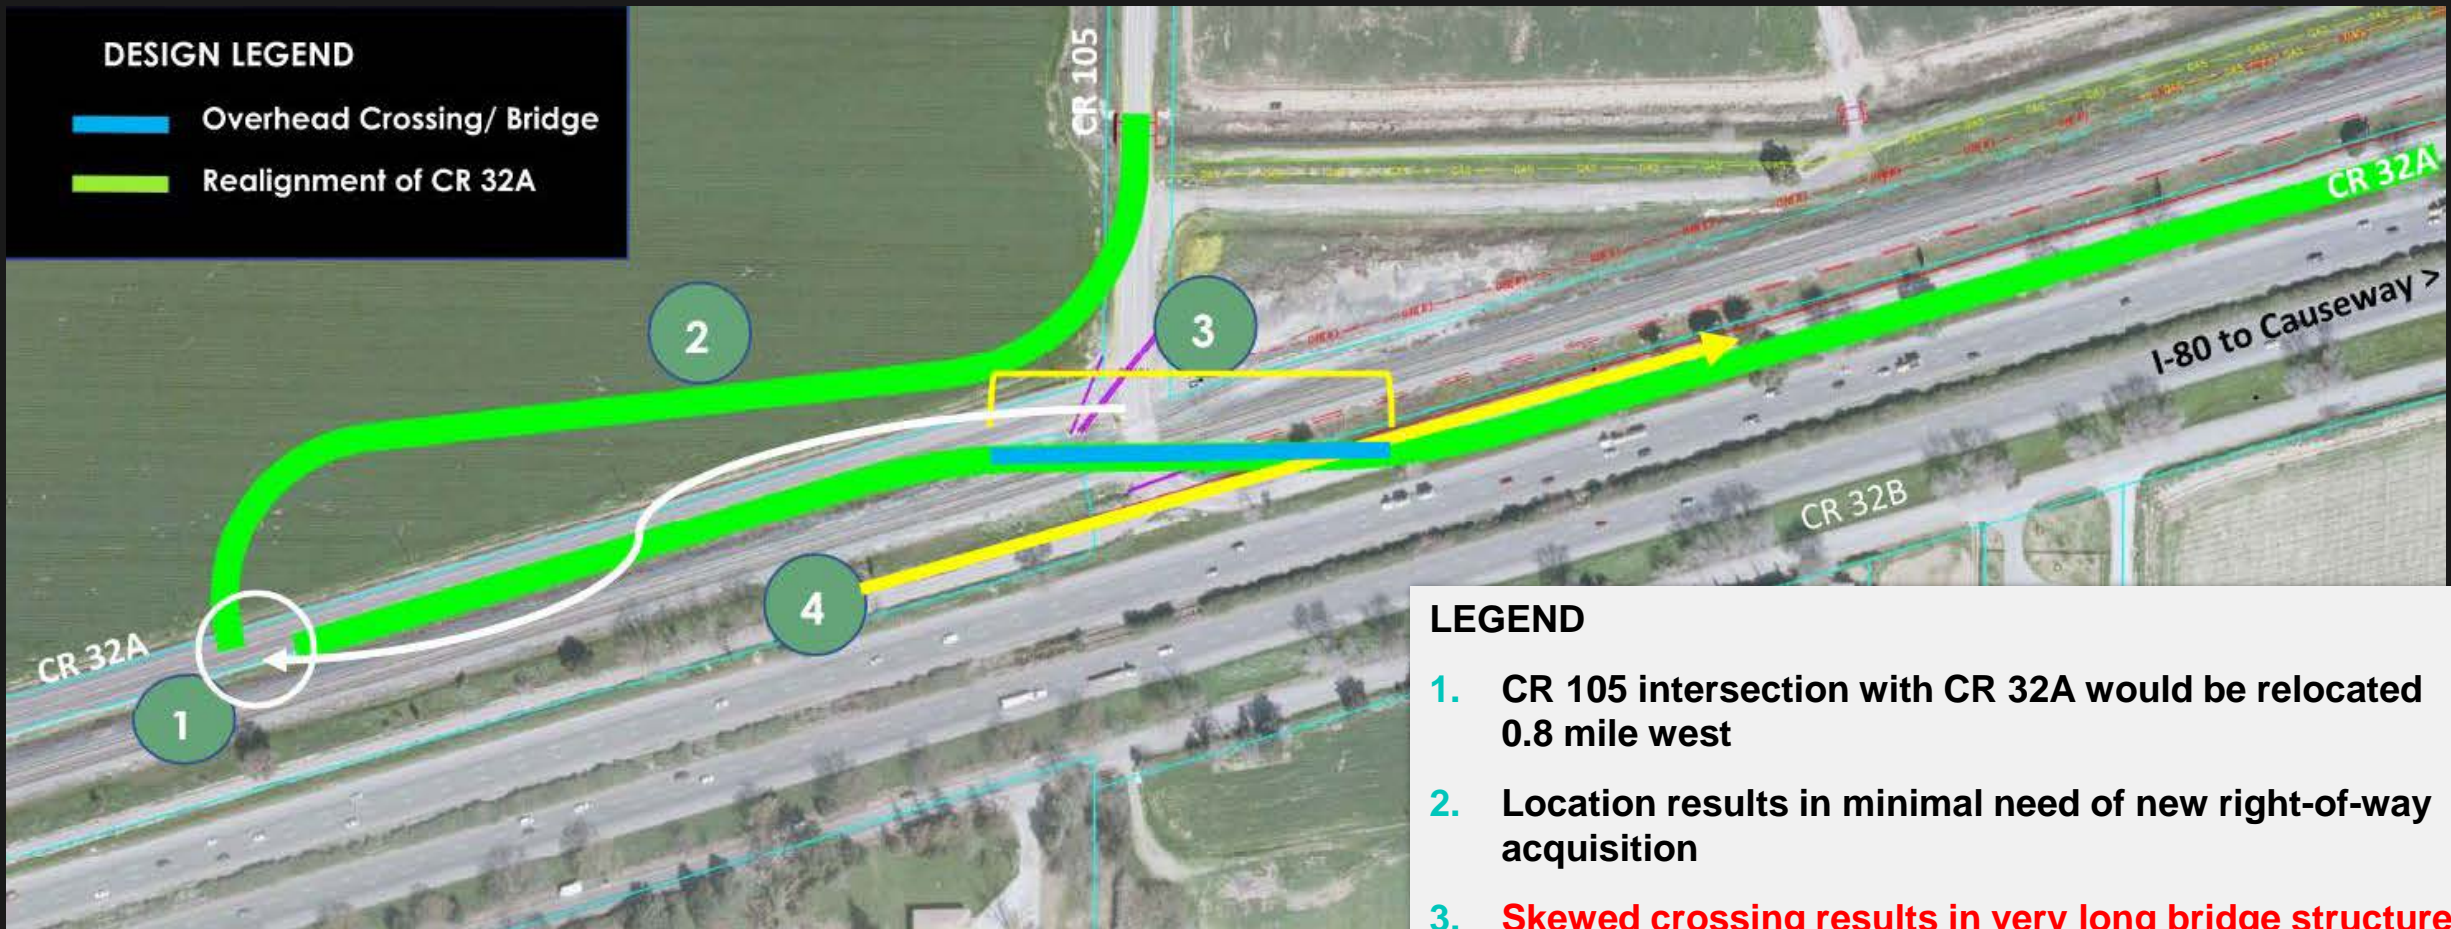 DESIGN LEGEND
Overhead Crossing/ Bridge
Realignment of CR 32A
CR 105
CR 32A
I-80 to Causeway >
2
3
CR 32B
4
CR 32A
1
LEGEND
1. CR 105 intersection with CR 32A would be relocated
0.8 mile west
2. Location results in minimal need of new right-of-way
acquisition
3. Skewed crossing results in very long bridge structure